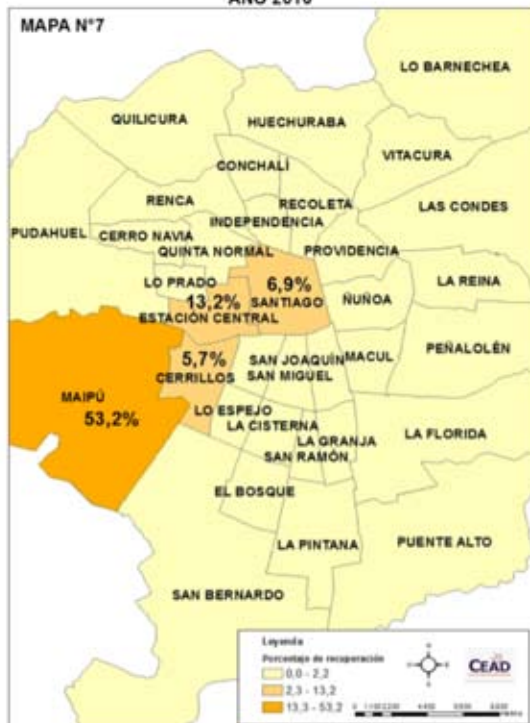 AÑO 2010
MAPA N°7
LO BARNECHEA
QUILICURA
HUECHURABA
VITACURA
CONCHALÍ
LAS CONDES
RENCA
RECOLETA
INDEPENDENCIA
PUDAHUEL
CERRO NAVIA
QUINTA NORMAL
PROVIDENCIA
LO PRADO
6,9%
SANTIAGO
LA REINA
13,2%
ESTACIÓN CENTRAL
ÑUÑOA
5,7%
CERRILLOS
SAN JOAQUÍN
MACUL
PEÑALOLÉN
SAN MIGUEL
MAIPÚ
53,2%
LO ESPEJO
LA CISTERNA
LA GRANJA
LA FLORIDA
SAN RAMÓN
EL BOSQUE
LA PINTANA
PUENTE ALTO
SAN BERNARDO
Leyenda
Porcentaje de recuperación
0,0 - 2,2
2,3 - 13,2
13,3 - 53,2
CEAD